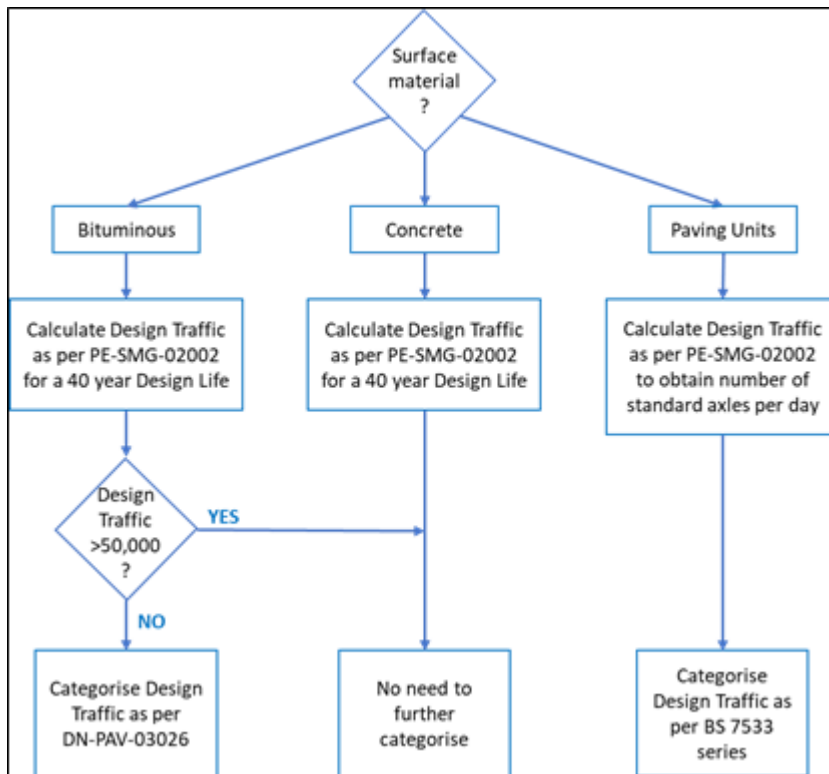 Surface
material
?
Bituminous
Concrete
Paving Units
Calculate Design Traffic
as per PE-SMG-02002
for a 40 year Design Life
Calculate Design Traffic
as per PE-SMG-02002
for a 40 year Design Life
Calculate Design Traffic
as per PE-SMG-02002
to obtain number of
standard axles per day
Design
Traffic
>50,000
?
YES
NO
Categorise Design
Traffic as per
DN-PAV-03026
No need to
further
categorise
Categorise
Design Traffic as
per BS 7533
series